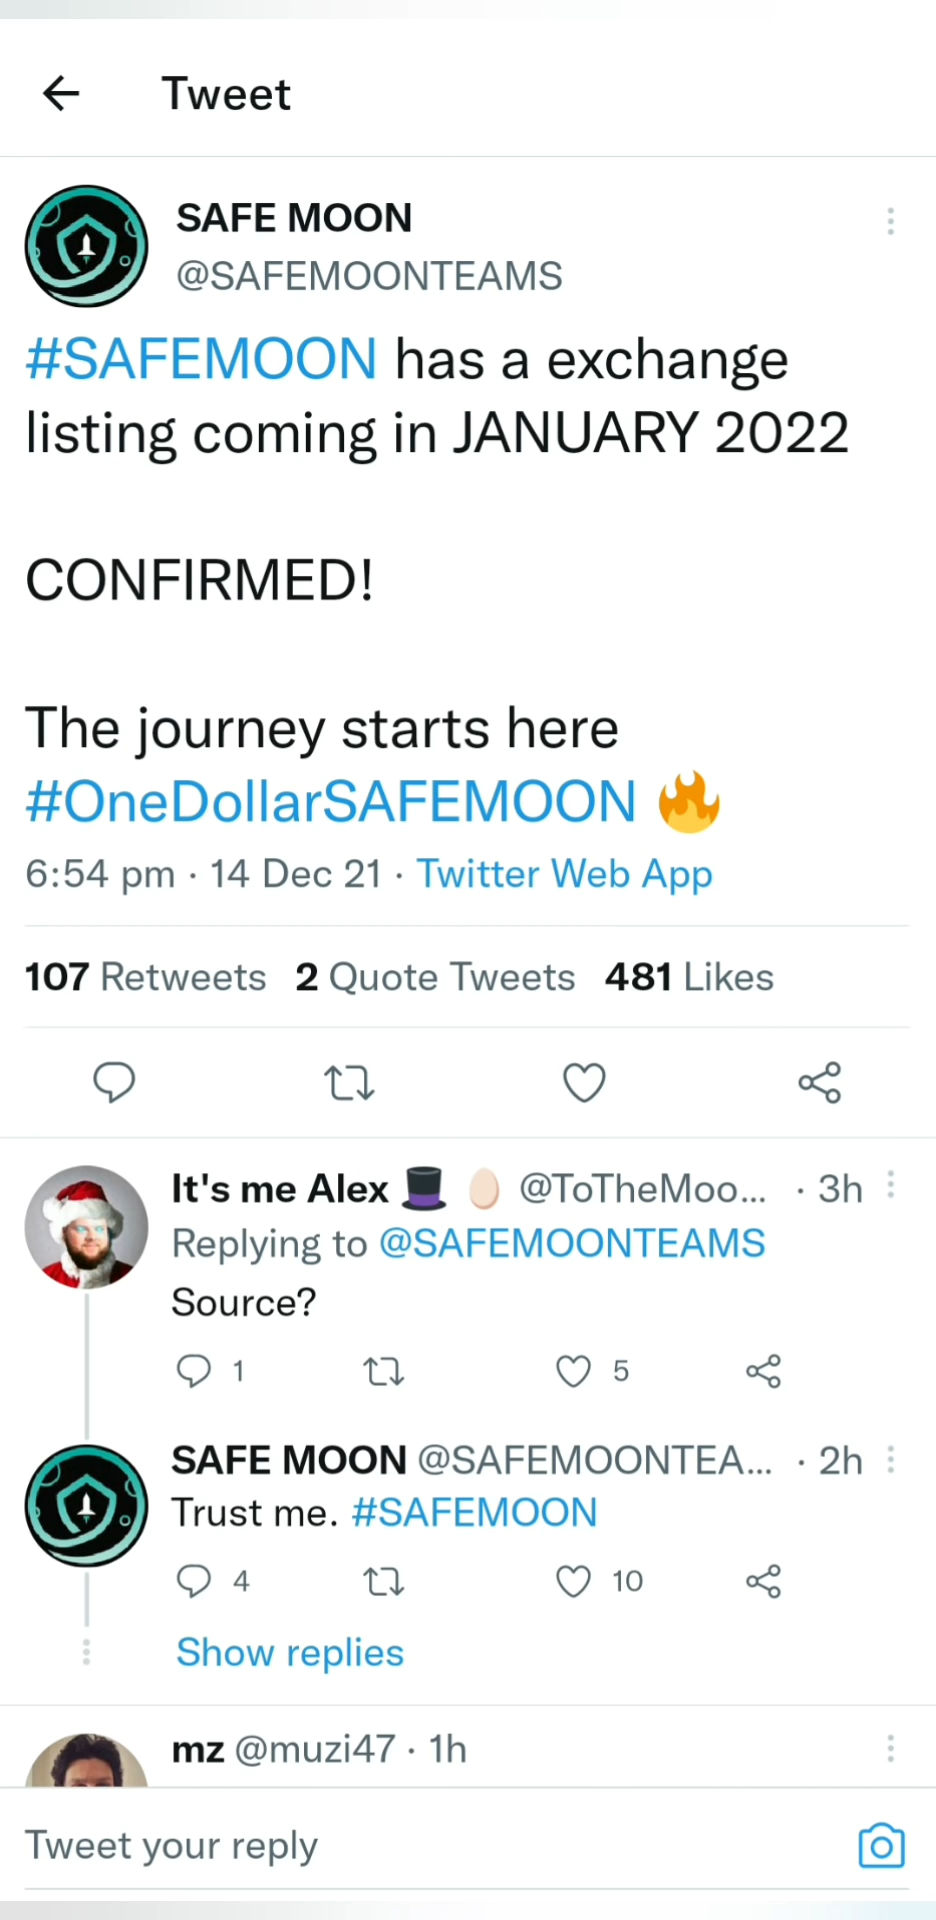 Tweet
SAFE MOON
@SAFEMOONTEAMS
#SAFEMOON has a exchange
listing coming in JANUARY 2022
CONFIRMED!
The journey starts here
#OneDollarSAFEMOON 🔥
6:54 pm · 14 Dec 21 · Twitter Web App
107 Retweets 2 Quote Tweets 481 Likes
It's me Alex 🎩 🥚 @ToTheMoo... · 3h
Replying to @SAFEMOONTEAMS
Source?
1 5
SAFE MOON @SAFEMOONTEA... · 2h
Trust me. #SAFEMOON
4 10
Show replies
mz @muzi47 · 1h
Tweet your reply